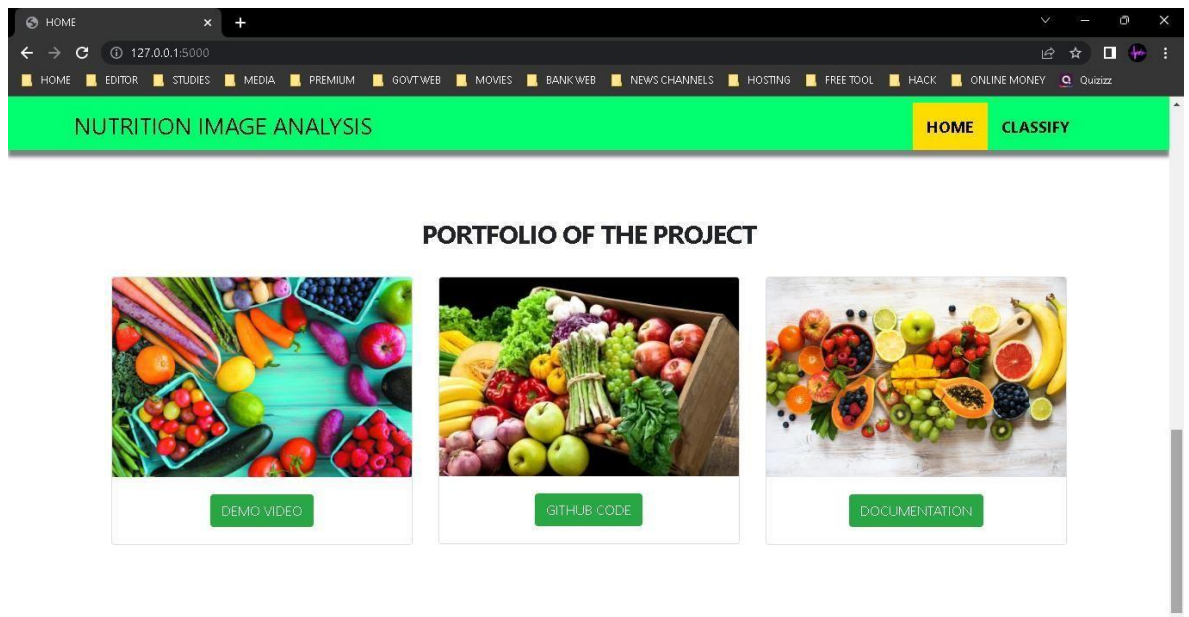 HOME
127.0.0.1:5000
HOME EDITOR STUDIES MEDIA PREMIUM GOVT WEB MOVIES BANK WEB NEWS CHANNELS HOSTING FREE TOOL HACK ONLINE MONEY Quizizz
NUTRITION IMAGE ANALYSIS HOME CLASSIFY
PORTFOLIO OF THE PROJECT
DEMO VIDEO GITHUB CODE DOCUMENTATION